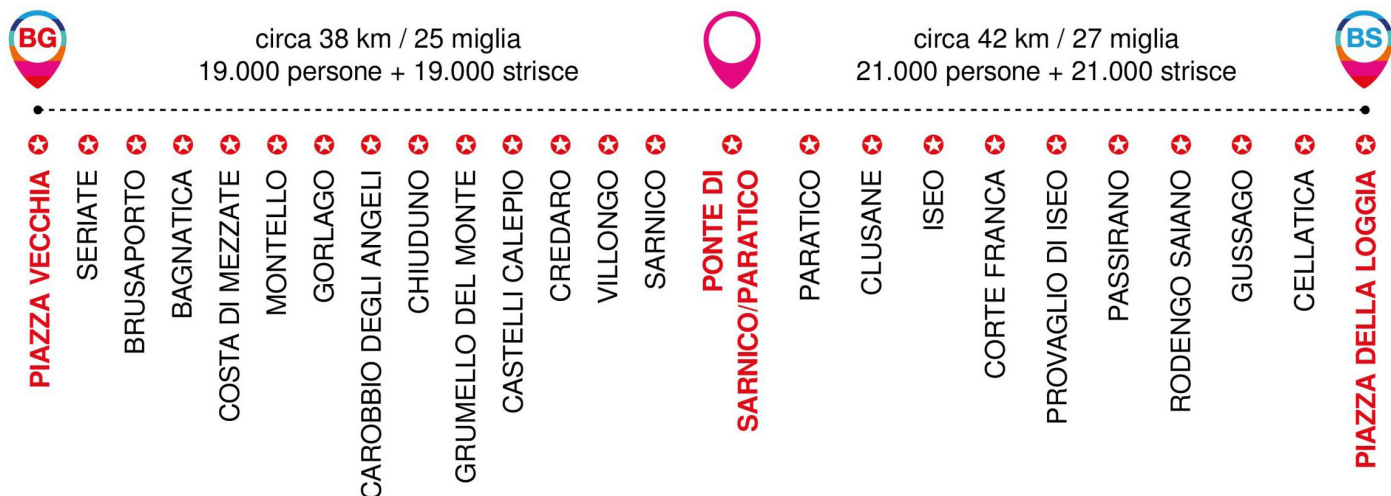 BG
circa 38 km / 25 miglia
19.000 persone + 19.000 strisce
circa 42 km / 27 miglia
21.000 persone + 21.000 strisce
BS
PIAZZA VECCHIA
SERIATE
BRUSAPORTO
BAGNATICA
COSTA DI MEZZATE
MONTELLO
GORLAGO
CAROBBIO DEGLI ANGELI
CHIUDUNO
GRUMELLO DEL MONTE
CASTELLI CALEPIO
CREDARO
VILLONGO
SARNICO
PONTE DI
SARNICO/PARATICO
PARATICO
CLUSANE
ISEO
CORTE FRANCA
PROVAGLIO DI ISEO
PASSIRANO
RODENGO SAIANO
GUSSAGO
CELLATICA
PIAZZA DELLA LOGGIA